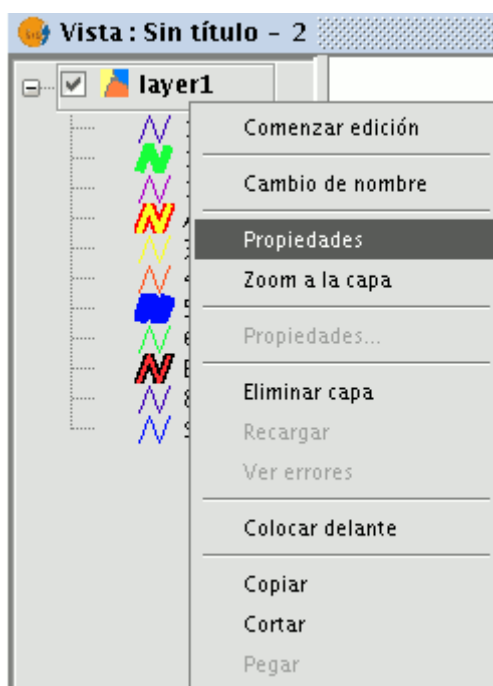 Vista : Sin título - 2
layer1
Comenzar edición
Cambio de nombre
Propiedades
Zoom a la capa
Propiedades...
Eliminar capa
Recargar
Ver errores
Colocar delante
Copiar
Cortar
Pegar